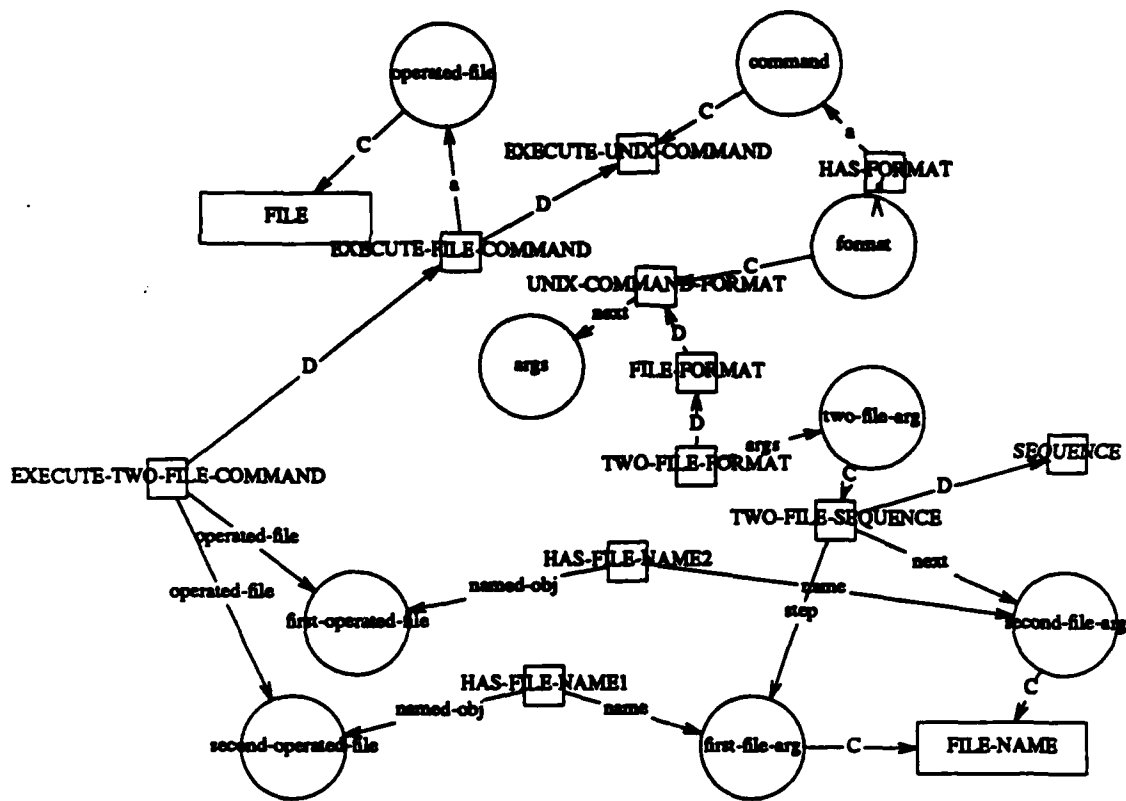 operated-file
command
C
C
a
EXECUTE-UNIX-COMMAND
HAS-FORMAT
a
D
FILE
EXECUTE-FILE-COMMAND
format
C
UNIX-COMMAND-FORMAT
next
D
args
FILE-FORMAT
D
two-file-arg
D
args
TWO-FILE-FORMAT
SEQUENCE
EXECUTE-TWO-FILE-COMMAND
C
D
TWO-FILE-SEQUENCE
operated-file
HAS-FILE-NAME2
next
operated-file
named-obj
name
step
first-operated-file
second-file-arg
HAS-FILE-NAME1
C
named-obj
name
second-operated-file
first-file-arg
C
FILE-NAME